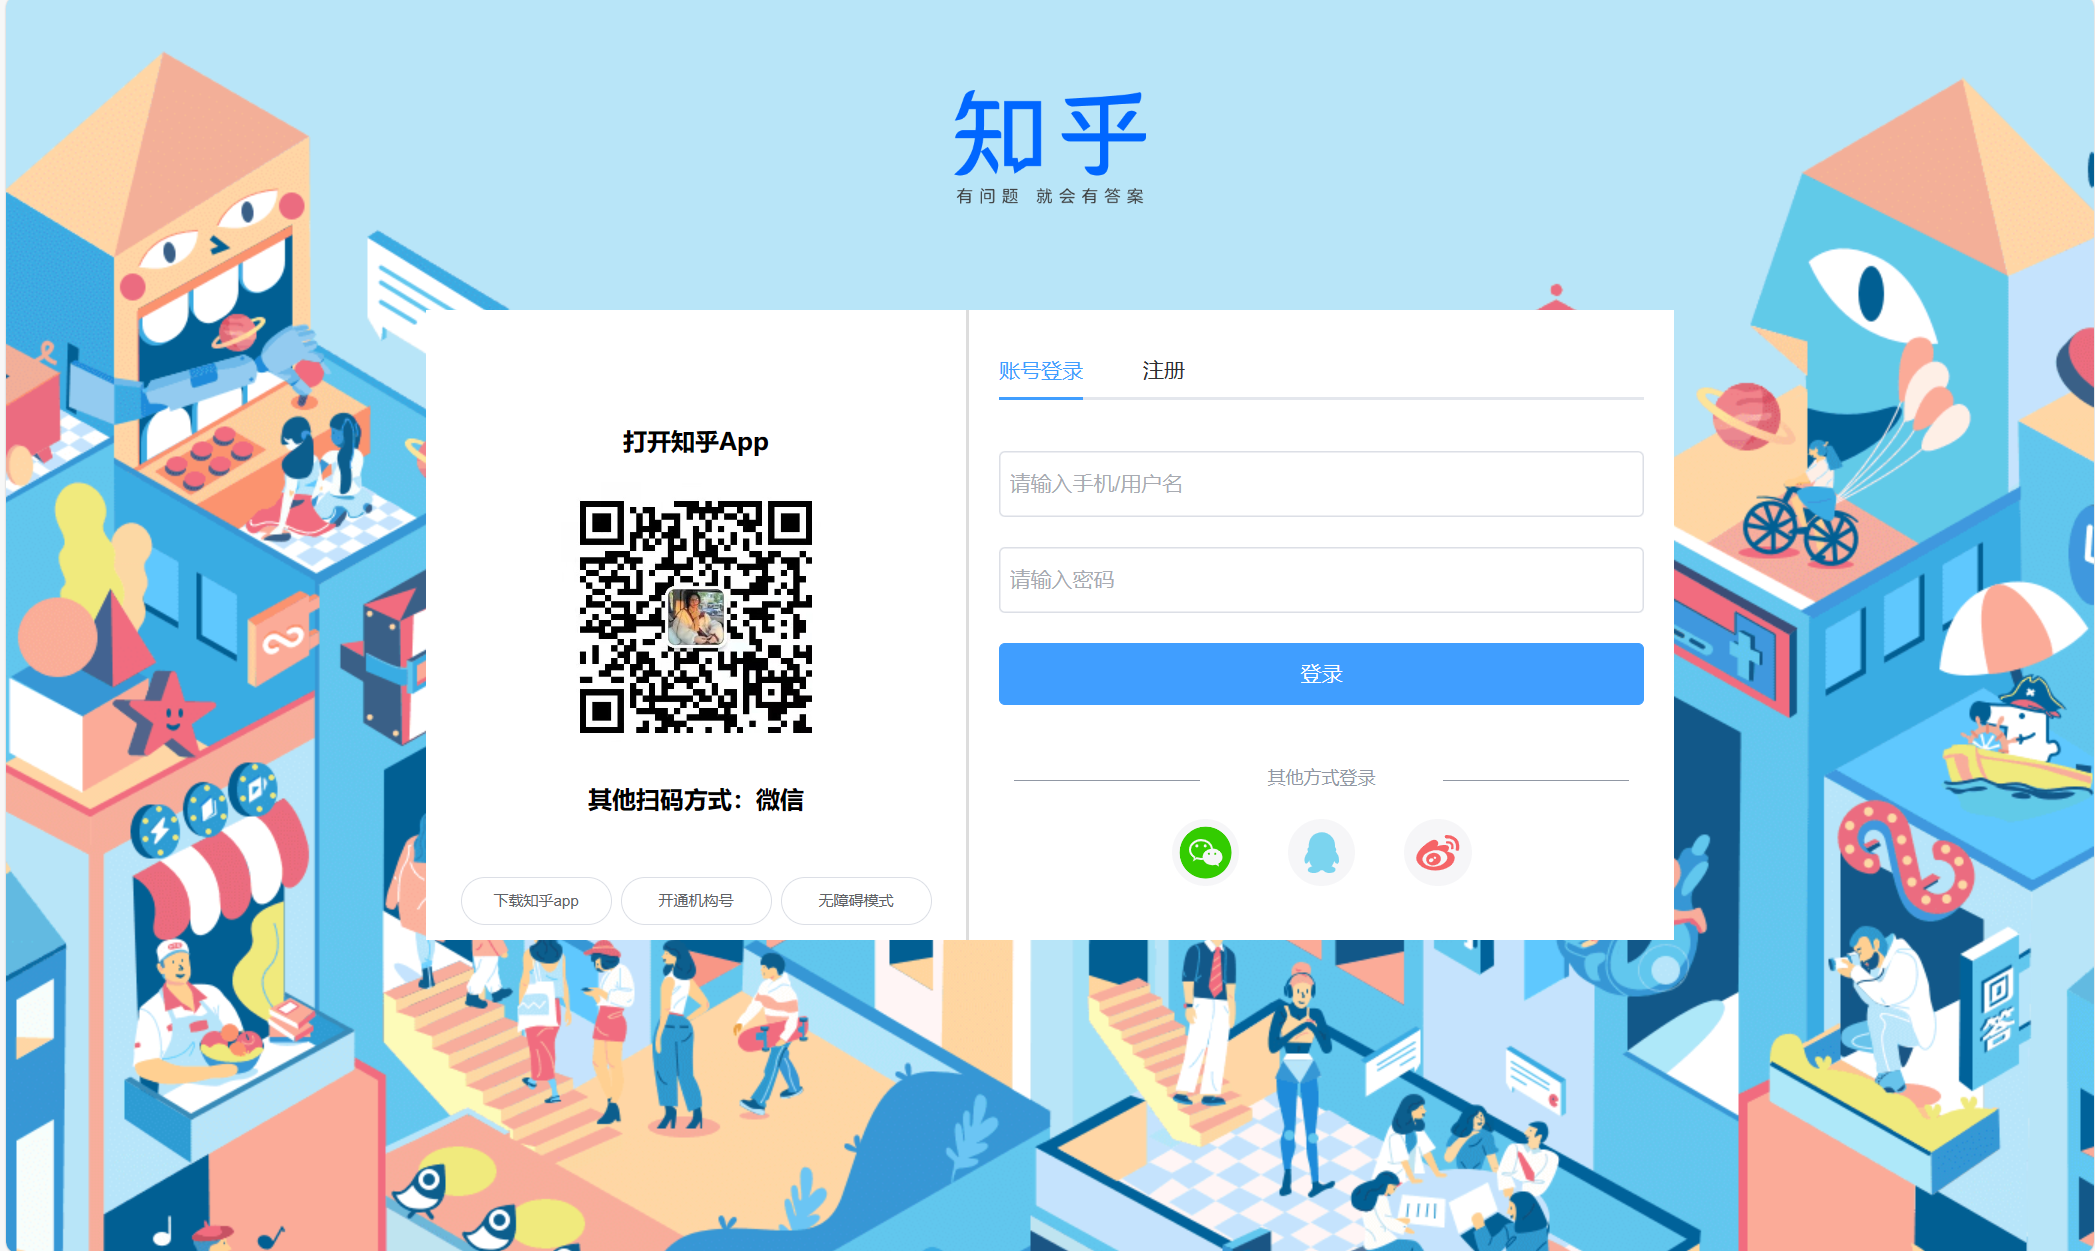 知乎
有问题 就会有答案
打开知乎App
其他扫码方式：微信
下载知乎app
开通机构号
无障碍模式
账号登录 注册
请输入手机/用户名
请输入密码
登录
其他方式登录
回答